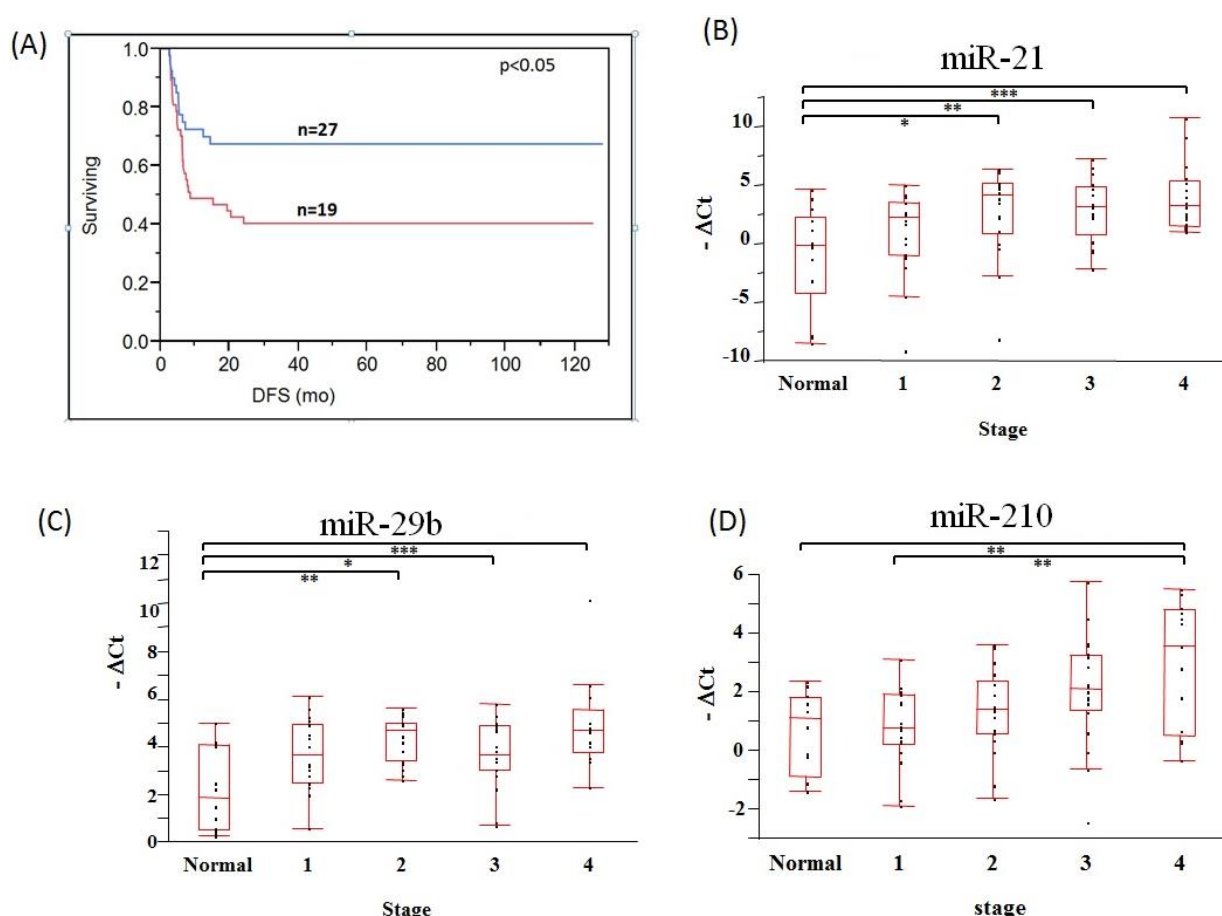 (A)
p<0.05
n=27
n=19
Surviving
1.0
0.8
0.6
0.4
0.2
0.0
0 20 40 60 80 100 120
DFS (mo)
(B)
miR-21
***
**
*
- ΔCt
10
5
0
-5
-10
Normal 1 2 3 4
Stage
(C)
miR-29b
***
*
**
- ΔCt
12
10
8
6
4
2
0
Normal 1 2 3 4
Stage
(D)
miR-210
**
**
- ΔCt
6
4
2
0
-2
Normal 1 2 3 4
stage